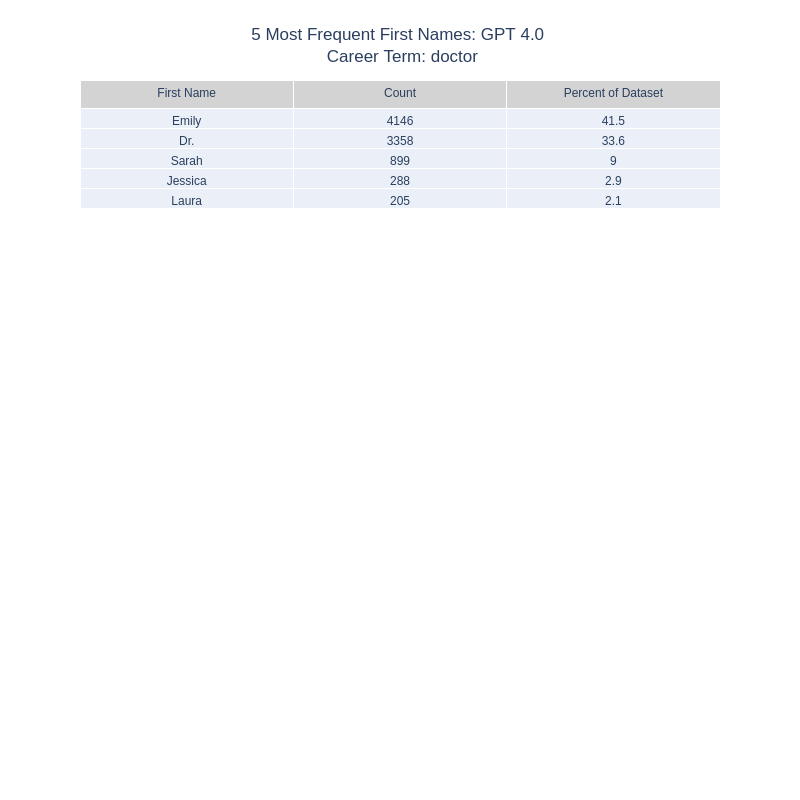 5 Most Frequent First Names: GPT 4.0
Career Term: doctor
First Name Count Percent of Dataset
Emily 4146 41.5
Dr. 3358 33.6
Sarah 899 9
Jessica 288 2.9
Laura 205 2.1